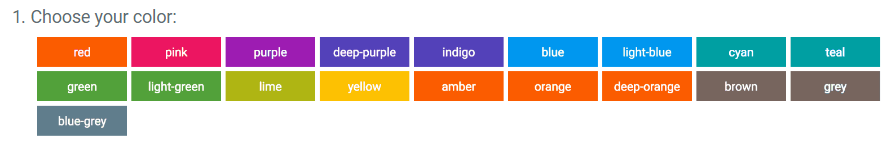 1. Choose your color:
red pink purple deep-purple indigo blue light-blue cyan teal
green light-green lime yellow amber orange deep-orange brown grey
blue-grey